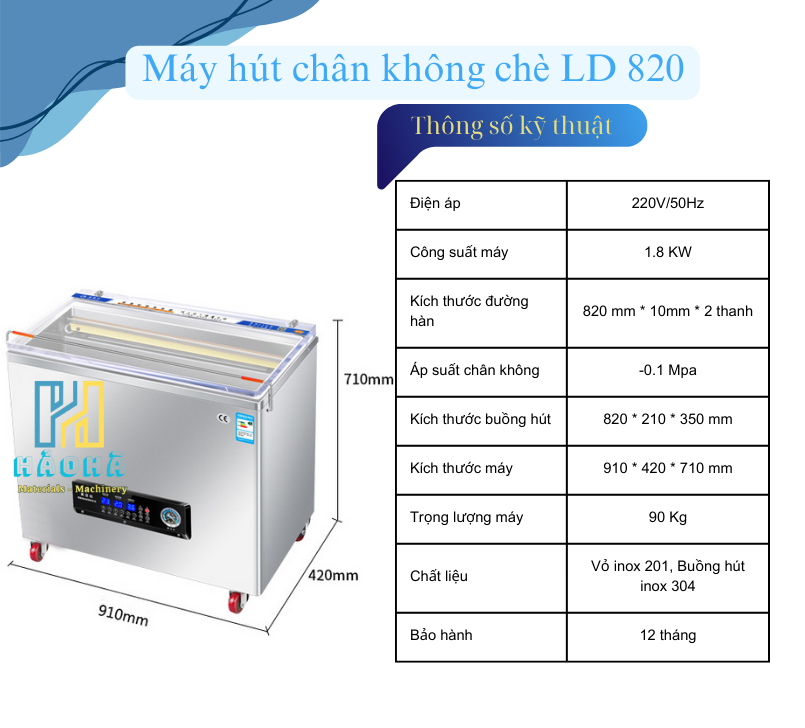 Máy hút chân không chè LD 820
Thông số kỹ thuật
Điện áp
220V/50Hz
Công suất máy
1.8 KW
Kích thước đường
hàn
820 mm * 10mm * 2 thanh
Áp suất chân không
-0.1 Mpa
Kích thước buồng hút
820 * 210 * 350 mm
Kích thước máy
910 * 420 * 710 mm
Trọng lượng máy
90 Kg
Chất liệu
Vỏ inox 201, Buồng hút
inox 304
Bảo hành
12 tháng
710mm
420mm
910mm
CE
HÀOHÀ
Materials - Machinery